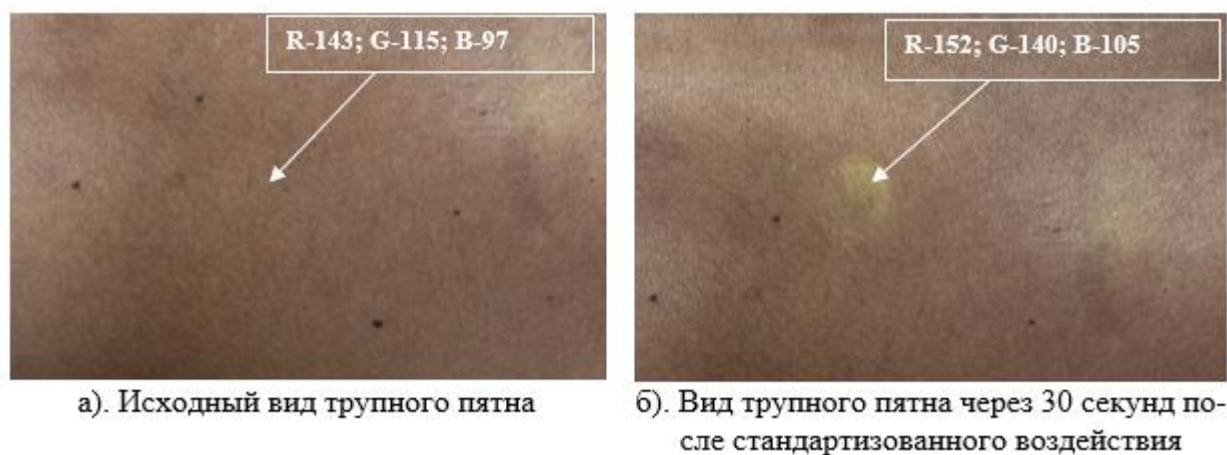 R-143; G-115; B-97
R-152; G-140; B-105
а). Исходный вид трупного пятна
б). Вид трупного пятна через 30 секунд по-
сле стандартизованного воздействия